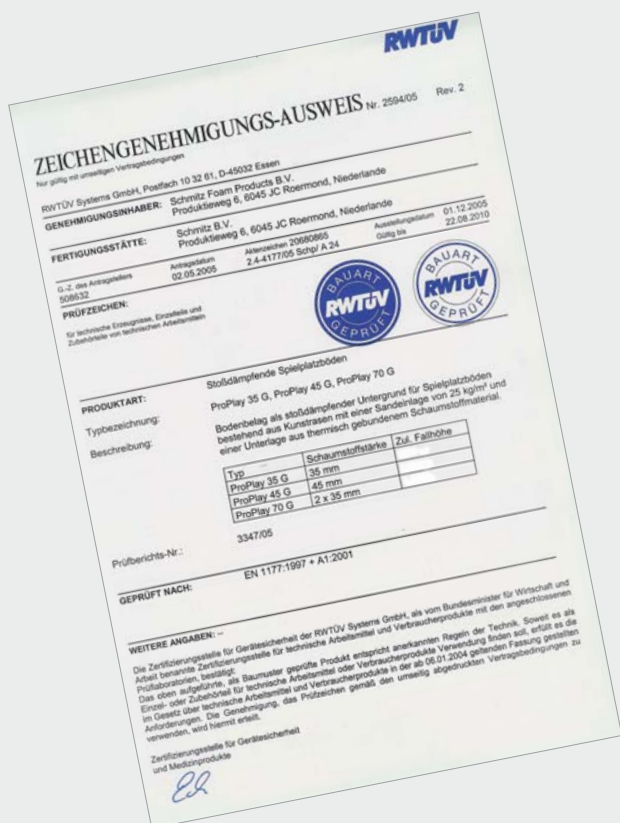 RWTÜV
ZEICHENGENEHMIGUNGS-AUSWEIS Nr. 2594/05 Rev. 2
Nur gültig mit umseitigen Vertragsbedingungen
RWTÜV Systems GmbH, Postfach 10 32 61, D-45032 Essen
GENEHMIGUNGSINHABER: Schmitz Foam Products B.V.
Produktieweg 6, 6045 JC Roermond, Niederlande
FERTIGUNGSSTÄTTE: Schmitz B.V.
Produktieweg 6, 6045 JC Roermond, Niederlande
G.-Z. des Antragstellers Antragsdatum Aktenzeichen 20680865 Ausstellungsdatum 01.12.2005
508632 02.05.2005 2.4-4177/05 Schp/ A 24 Gültig bis 22.08.2010
PRÜFZEICHEN:
für technische Erzeugnisse, Einzelteile und
Zubehörteile von technischen Arbeitsmitteln
BAUART RWTÜV GEPRÜFT
BAUART RWTÜV GEPRÜFT
PRODUKTART: Stoßdämpfende Spielplatzböden
Typbezeichnung: ProPlay 35 G, ProPlay 45 G, ProPlay 70 G
Beschreibung: Bodenbelag als stoßdämpfender Untergrund für Spielplatzböden
bestehend aus Kunstrasen mit einer Sandeinlage von 25 kg/m² und
einer Unterlage aus thermisch gebundenem Schaumstoffmaterial.
Typ Schaumstoffstärke Zul. Fallhöhe
ProPlay 35 G 35 mm
ProPlay 45 G 45 mm
ProPlay 70 G 2 x 35 mm
Prüfberichts-Nr.: 3347/05
GEPRÜFT NACH: EN 1177:1997 + A1:2001
WEITERE ANGABEN: --
Die Zertifizierungsstelle für Gerätesicherheit der RWTÜV Systems GmbH, als vom Bundesminister für Wirtschaft und
Arbeit benannte Zertifizierungsstelle für technische Arbeitsmittel und Verbraucherprodukte mit den angeschlossenen
Prüflaboratorien, bestätigt:
Das oben aufgeführte, als Baumuster geprüfte Produkt entspricht anerkannten Regeln der Technik. Soweit es als
Einzel- oder Zubehörteil für technische Arbeitsmittel oder Verbraucherprodukte Verwendung finden soll, erfüllt es die
im Gesetz über technische Arbeitsmittel und Verbraucherprodukte in der ab 06.01.2004 geltenden Fassung gestellten
Anforderungen. Die Genehmigung, das Prüfzeichen gemäß den umseitig abgedruckten Vertragsbedingungen zu
verwenden, wird hiermit erteilt.
Zertifizierungsstelle für Gerätesicherheit
und Medizinprodukte